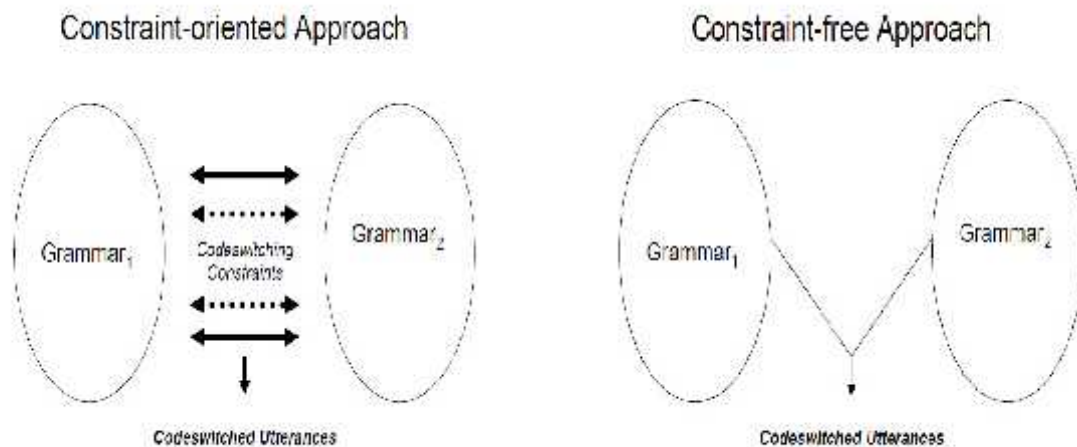 Constraint-oriented Approach
Constraint-free Approach
Grammar₁
Codeswitching
Constraints
Grammar₂
Codeswitched Utterances
Grammar₁
Grammar₂
Codeswitched Utterances